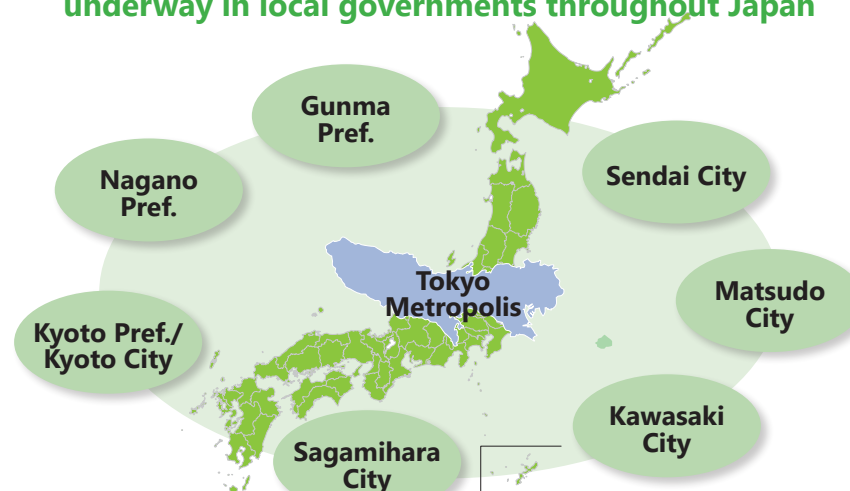 underway in local governments throughout Japan
Gunma
Pref.
Nagano
Pref.
Sendai City
Tokyo
Metropolis
Matsudo
City
Kyoto Pref./
Kyoto City
Kawasaki
City
Sagamihara
City